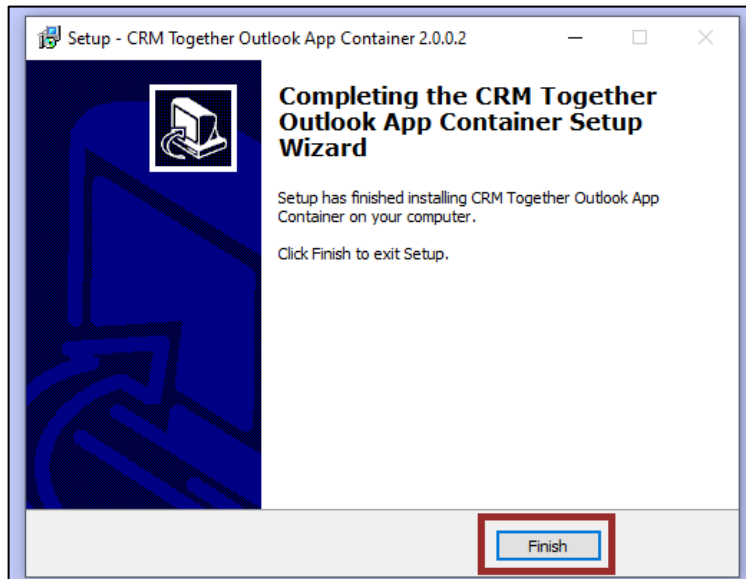 Setup - CRM Together Outlook App Container 2.0.0.2
Completing the CRM Together
Outlook App Container Setup
Wizard
Setup has finished installing CRM Together Outlook App
Container on your computer.
Click Finish to exit Setup.
Finish